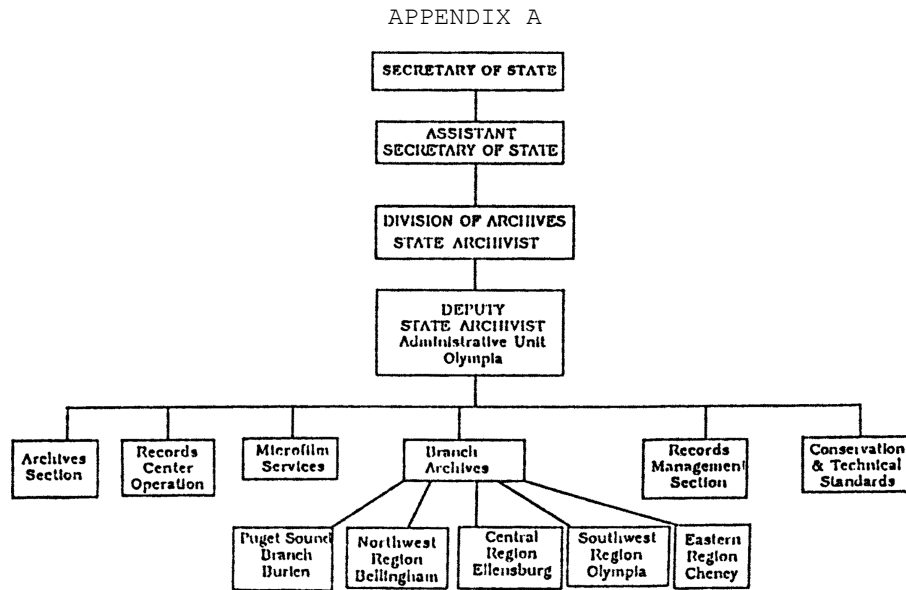 APPENDIX A
SECRETARY OF STATE
ASSISTANT
SECRETARY OF STATE
DIVISION OF ARCHIVES
STATE ARCHIVIST
DEPUTY
STATE ARCHIVIST
Administrative Unit
Olympia
Archives
Section
Records
Center
Operation
Microfilm
Services
Branch
Archives
Records
Management
Section
Conservation
& Technical
Standards
Puget Sound
Branch
Burien
Northwest
Region
Bellingham
Central
Region
Ellensburg
Southwest
Region
Olympia
Eastern
Region
Cheney